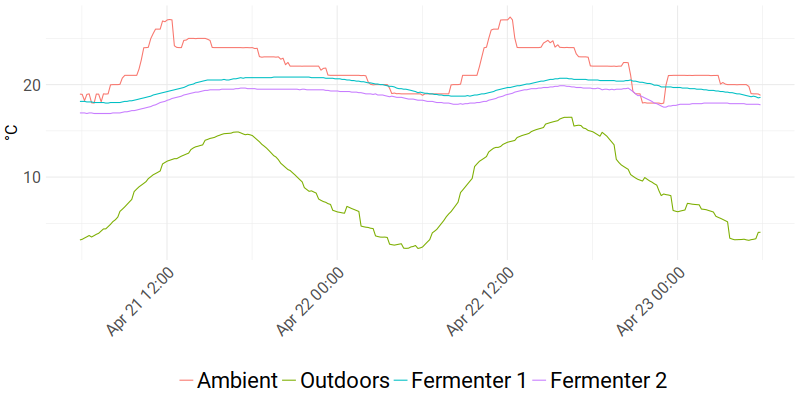 °C
20
10
Apr 21 12:00
Apr 22 00:00
Apr 22 12:00
Apr 23 00:00
Ambient Outdoors Fermenter 1 Fermenter 2